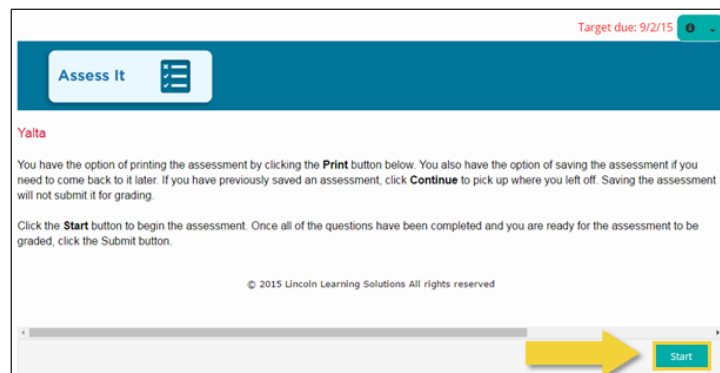 Target due: 9/2/15
Assess It
Yalta
You have the option of printing the assessment by clicking the Print button below. You also have the option of saving the assessment if you
need to come back to it later. If you have previously saved an assessment, click Continue to pick up where you left off. Saving the assessment
will not submit it for grading.
Click the Start button to begin the assessment. Once all of the questions have been completed and you are ready for the assessment to be
graded, click the Submit button.
© 2015 Lincoln Learning Solutions All rights reserved
Start